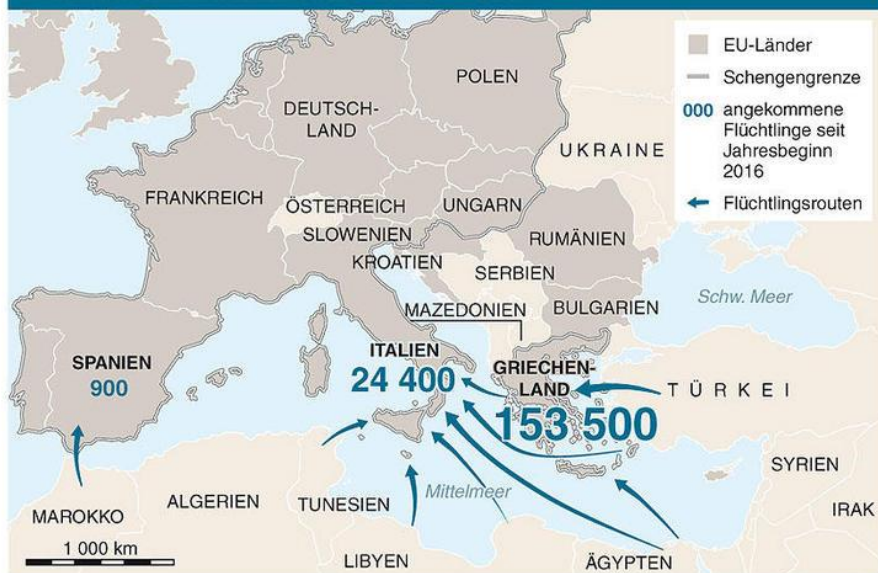 EU-Länder
Schengengrenze
000 angekommene
Flüchtlinge seit
Jahresbeginn
2016
Flüchtlingsrouten
POLEN
DEUTSCH-
LAND
UKRAINE
FRANKREICH
ÖSTERREICH
UNGARN
SLOWENIEN
RUMÄNIEN
KROATIEN
SERBIEN
Schw. Meer
MAZEDONIEN
BULGARIEN
SPANIEN
900
ITALIEN
24 400
GRIECHEN-
LAND
153 500
TÜRKEI
SYRIEN
Mittelmeer
ALGERIEN
TUNESIEN
MAROKKO
IRAK
1 000 km
LIBYEN
ÄGYPTEN